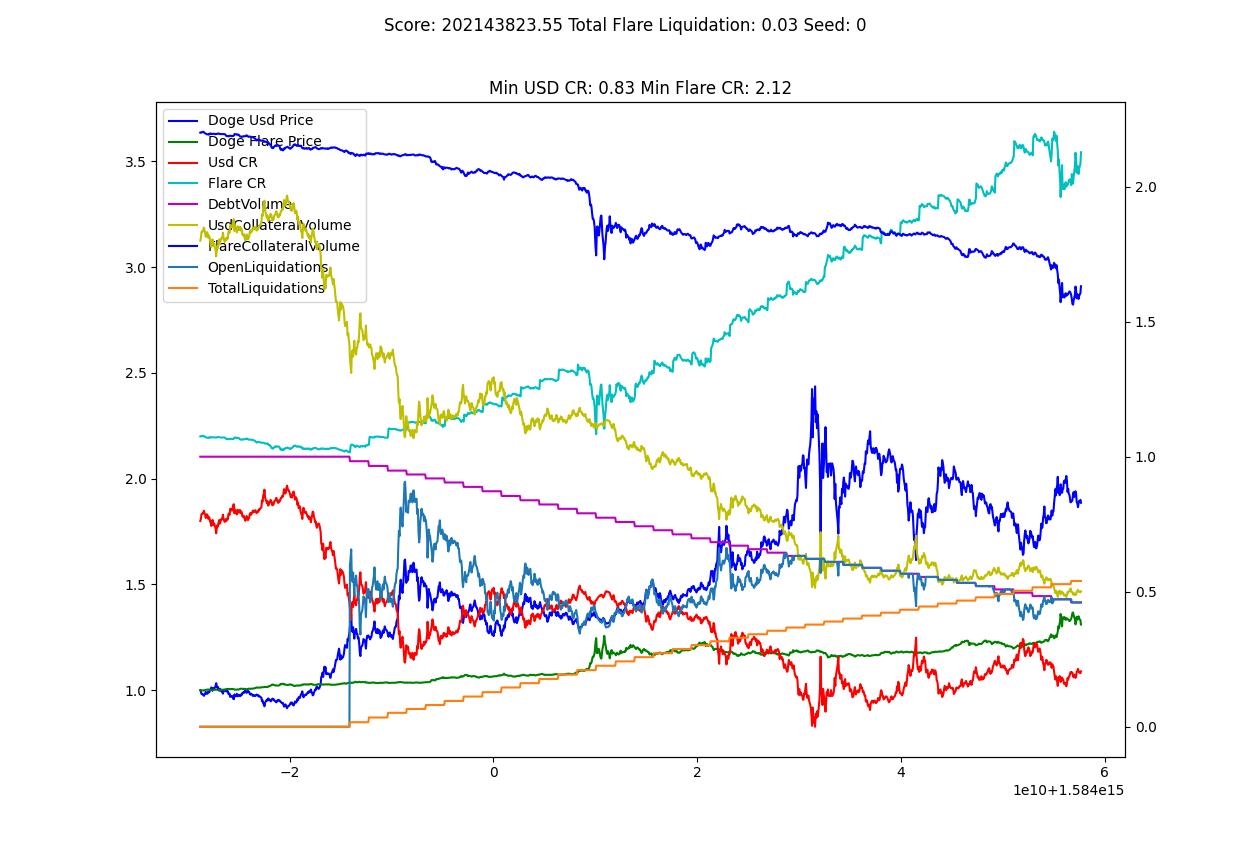 Score: 202143823.55 Total Flare Liquidation: 0.03 Seed: 0
Min USD CR: 0.83 Min Flare CR: 2.12
Doge Usd Price
Doge Flare Price
Usd CR
Flare CR
DebtVolume
UsdCollateralVolume
FlareCollateralVolume
OpenLiquidations
TotalLiquidations
3.5
3.0
2.5
2.0
1.5
1.0
2.0
1.5
1.0
0.5
0.0
−2
0
2
4
6
1e10+1.584e15